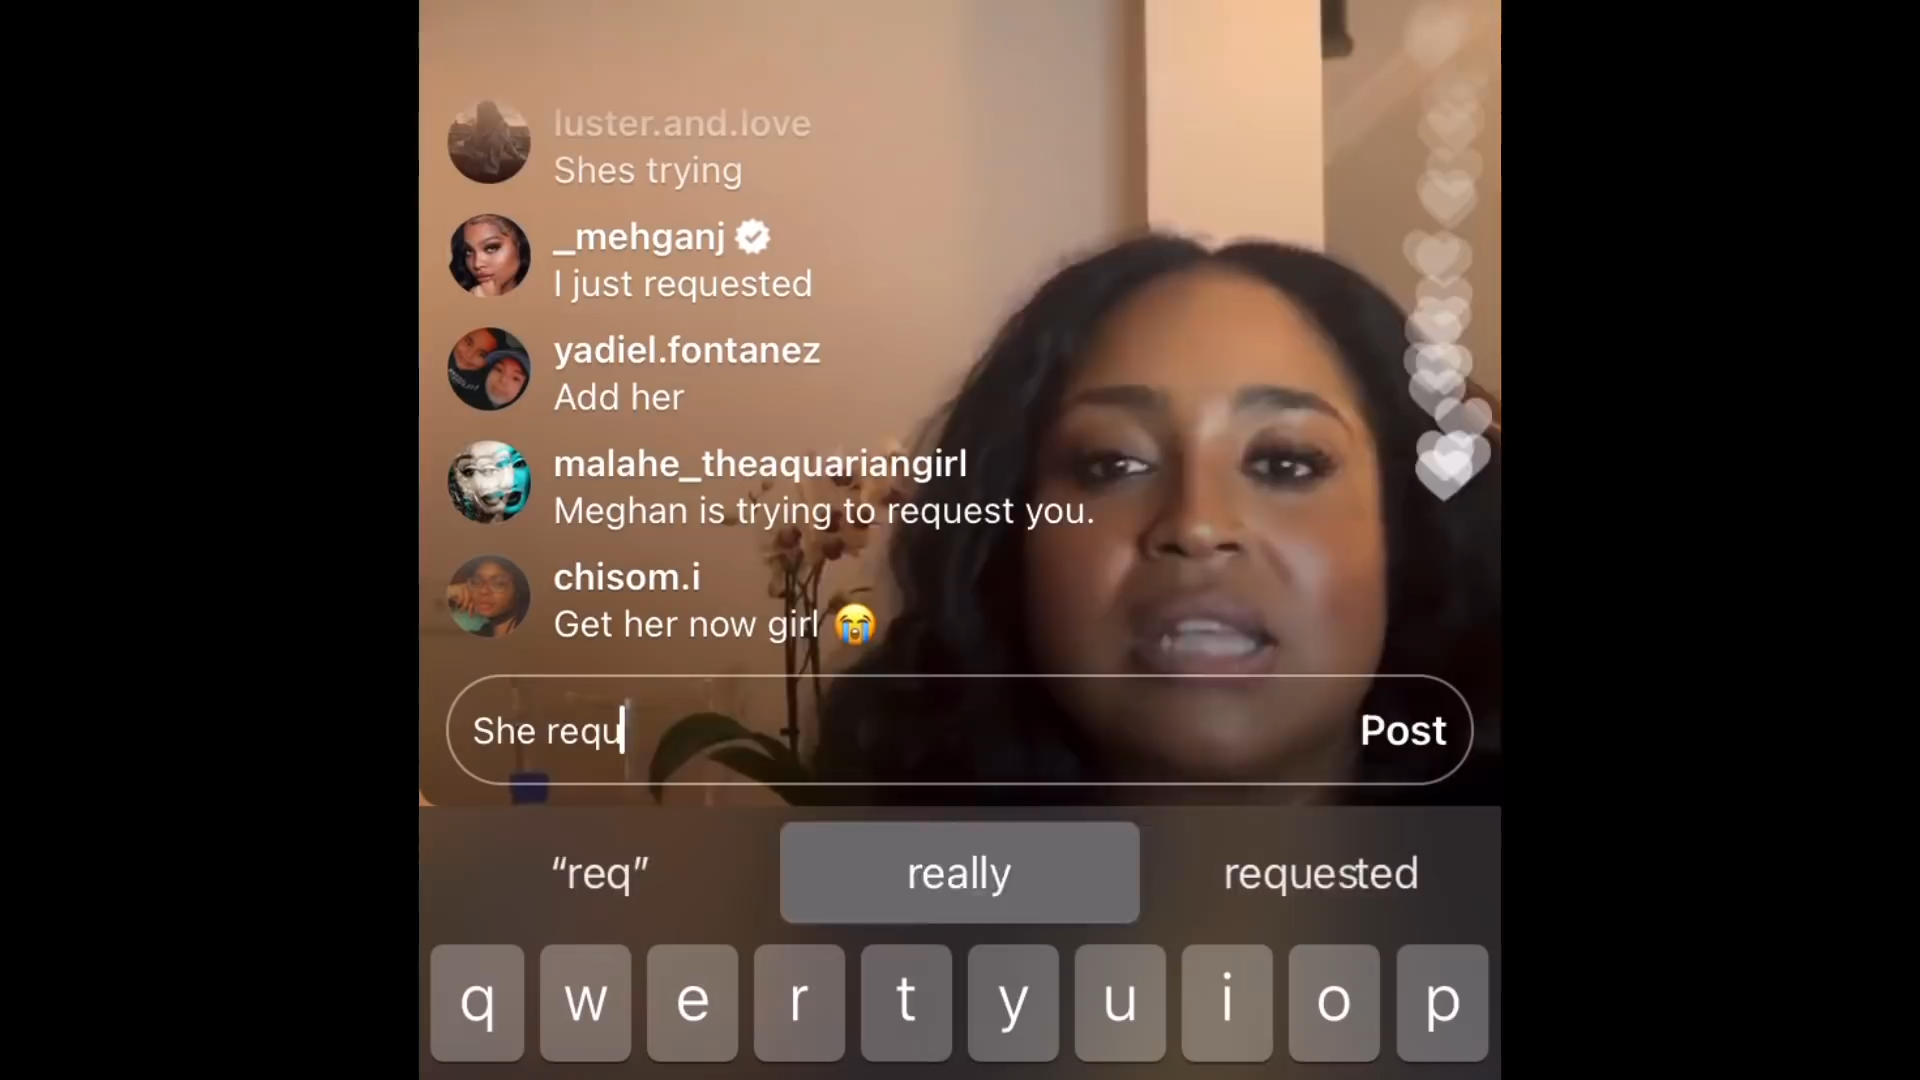 luster.and.love
Shes trying
_mehganj
I just requested
yadiel.fontanez
Add her
malahe_theaquariangirl
Meghan is trying to request you.
chisom.i
Get her now girl 😭
She requ
Post
“req”
really
requested
q w e r t y u i o p